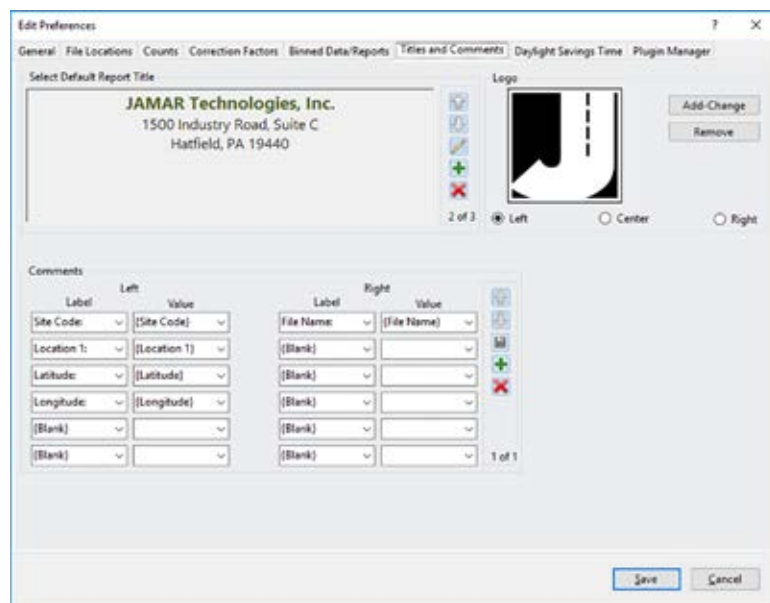 Edit Preferences ? X
General File Locations Counts Correction Factors Binned Data/Reports Titles and Comments Daylight Savings Time Plugin Manager
Select Default Report Title
JAMAR Technologies, Inc.
1500 Industry Road, Suite C
Hatfield, PA 19440
2 of 3
Logo
Add-Change
Remove
Left Center Right
Comments
Left Right
Label Value Label Value
Site Code: {Site Code} File Name: {File Name}
Location 1: {Location 1} {Blank}
Latitude: {Latitude} {Blank}
Longitude: {Longitude} {Blank}
{Blank} {Blank}
{Blank} {Blank}
1 of 1
Save Cancel